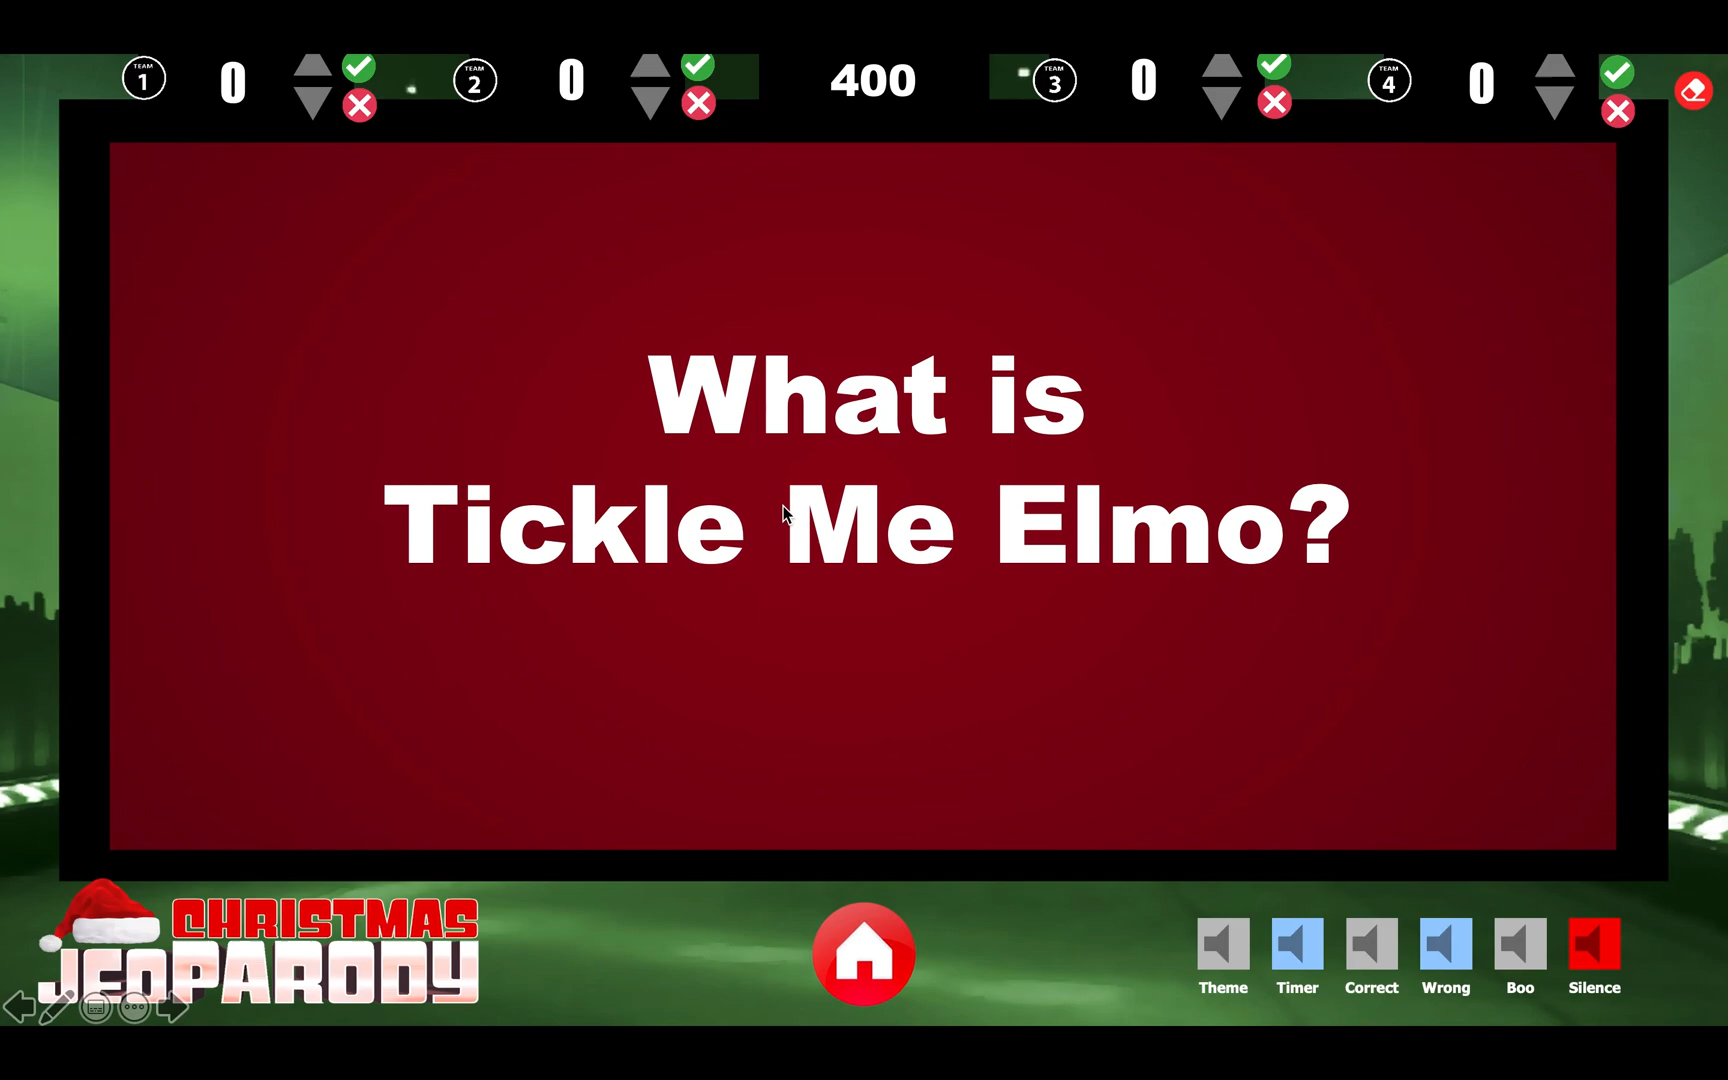 TEAM 1 0 TEAM 2 0 400 TEAM 3 0 TEAM 4 0
What is
Tickle Me Elmo?
CHRISTMAS
JEOPARODY
Theme Timer Correct Wrong Boo Silence